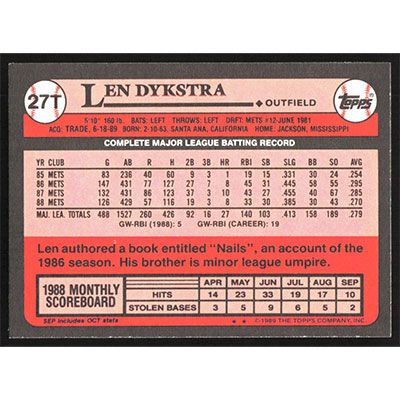 27T
LEN DYKSTRA
OUTFIELD
TOPPS®
5'10" 160 lb. BATS: LEFT THROWS: LEFT DRFT: METS #12-JUNE 1981
ACQ: TRADE, 6-18-89 BORN: 2-10-63, SANTA ANA, CALIFORNIA HOME: JACKSON, MISSISSIPPI
COMPLETE MAJOR LEAGUE BATTING RECORD
YR CLUB G AB R H 2B 3B HR RBI SB SLG BB SO AVG
85 METS 83 236 40 60 9 3 1 19 15 .331 30 24 .254
86 METS 147 431 77 127 27 7 8 45 31 .445 58 55 .295
87 METS 132 431 86 123 37 3 10 43 27 .455 40 67 .285
88 METS 126 429 57 116 19 3 8 33 30 .385 30 43 .270
MAJ. LEA. TOTALS 488 1527 260 426 92 16 27 140 103 .413 158 189 .279
GW-RBI (1988): 5 GW-RBI (CAREER): 19
Len authored a book entitled "Nails", an account of the
1986 season. His brother is minor league umpire.
1988 MONTHLY
SCOREBOARD
APR MAY JUN JUL AUG SEP
HITS 14 23 33 19 17 10
STOLEN BASES 3 5 9 6 5 2
SEP includes OCT stats
** ©1989 THE TOPPS COMPANY, INC.